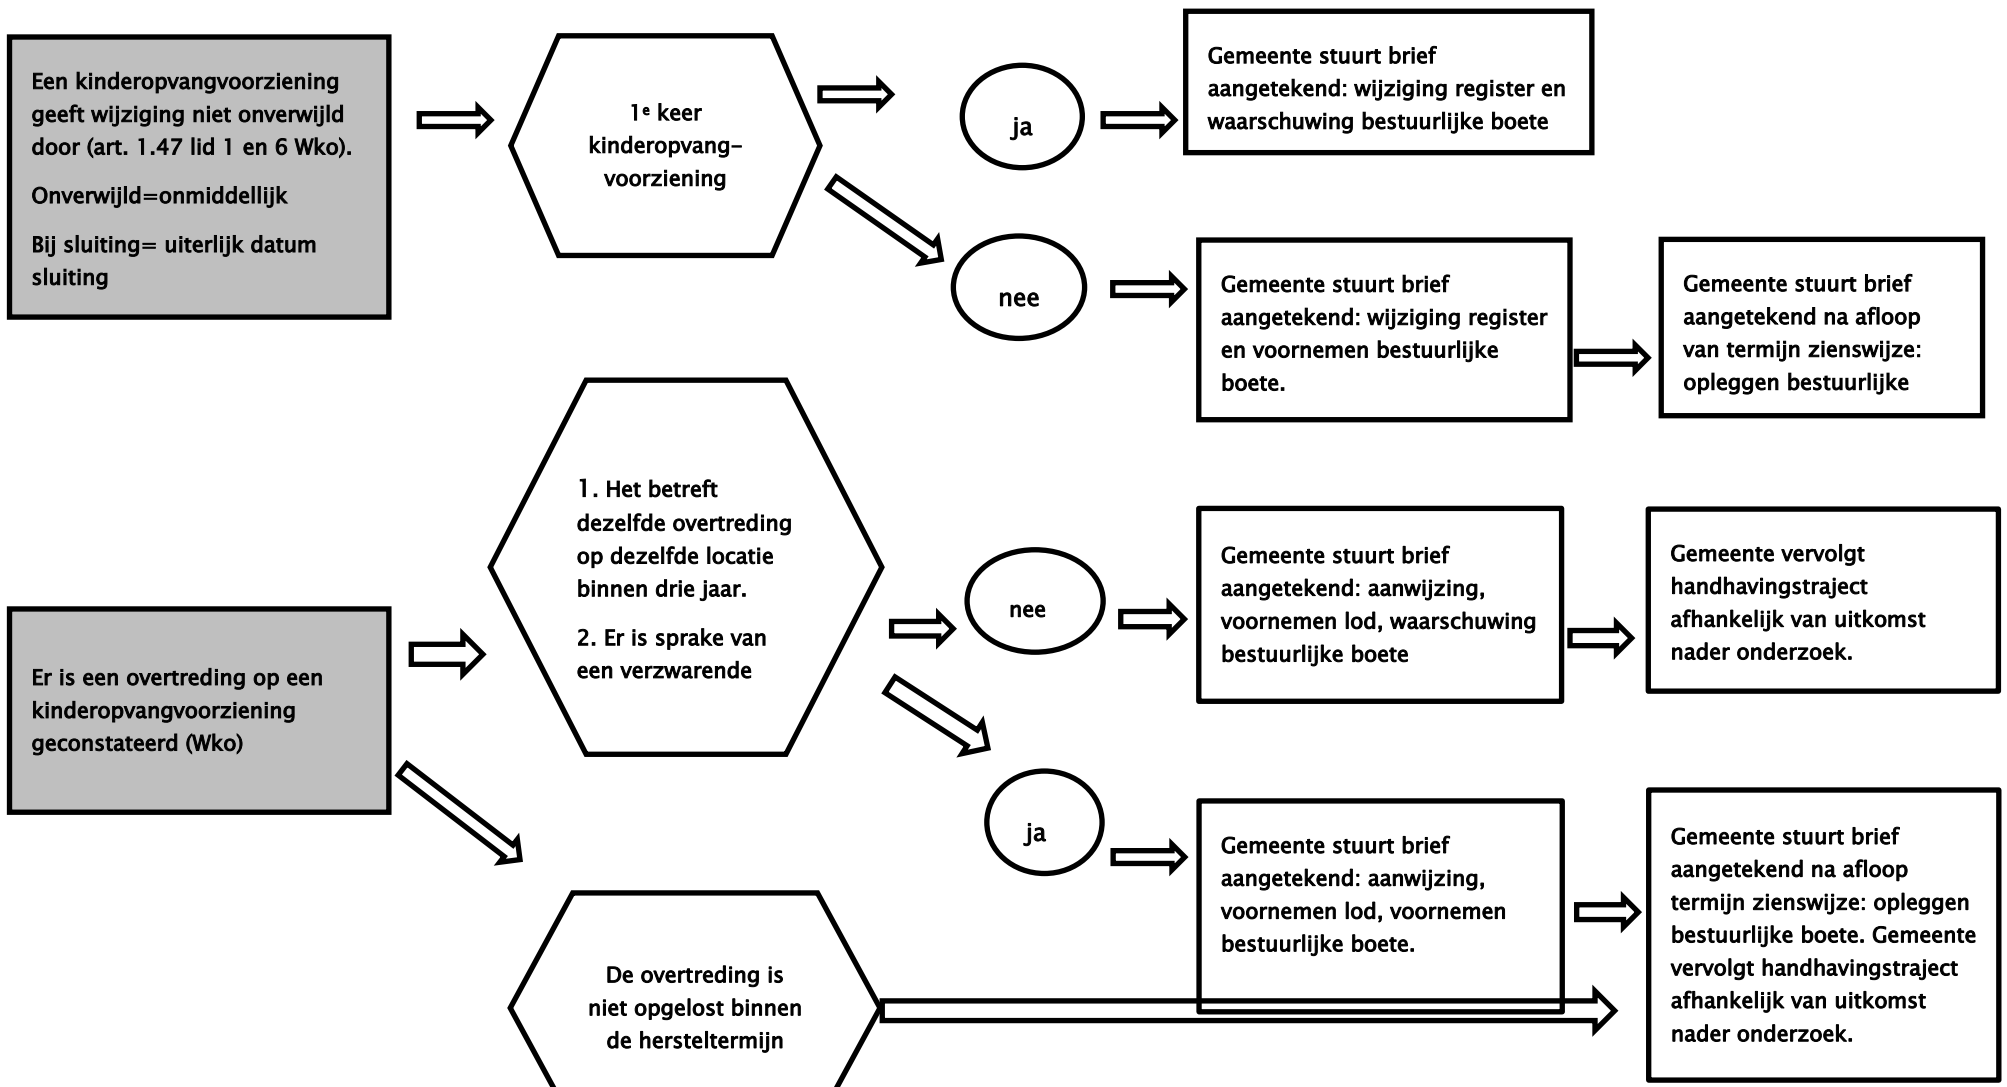 Een kinderopvangvoorziening
geeft wijziging niet onverwijld
door (art. 1.47 lid 1 en 6 Wko).
Onverwijld=onmiddellijk
Bij sluiting= uiterlijk datum
sluiting
1e keer
kinderopvang-
voorziening
ja
Gemeente stuurt brief
aangetekend: wijziging register en
waarschuwing bestuurlijke boete
nee
Gemeente stuurt brief
aangetekend: wijziging register
en voornemen bestuurlijke
boete.
Gemeente stuurt brief
aangetekend na afloop
van termijn zienswijze:
opleggen bestuurlijke
Er is een overtreding op een
kinderopvangvoorziening
geconstateerd (Wko)
1. Het betreft
dezelfde overtreding
op dezelfde locatie
binnen drie jaar.
2. Er is sprake van
een verzwarende
nee
Gemeente stuurt brief
aangetekend: aanwijzing,
voornemen lod, waarschuwing
bestuurlijke boete
Gemeente vervolgt
handhavingstraject
afhankelijk van uitkomst
nader onderzoek.
ja
Gemeente stuurt brief
aangetekend: aanwijzing,
voornemen lod, voornemen
bestuurlijke boete.
Gemeente stuurt brief
aangetekend na afloop
termijn zienswijze: opleggen
bestuurlijke boete. Gemeente
vervolgt handhavingstraject
afhankelijk van uitkomst
nader onderzoek.
De overtreding is
niet opgelost binnen
de hersteltermijn